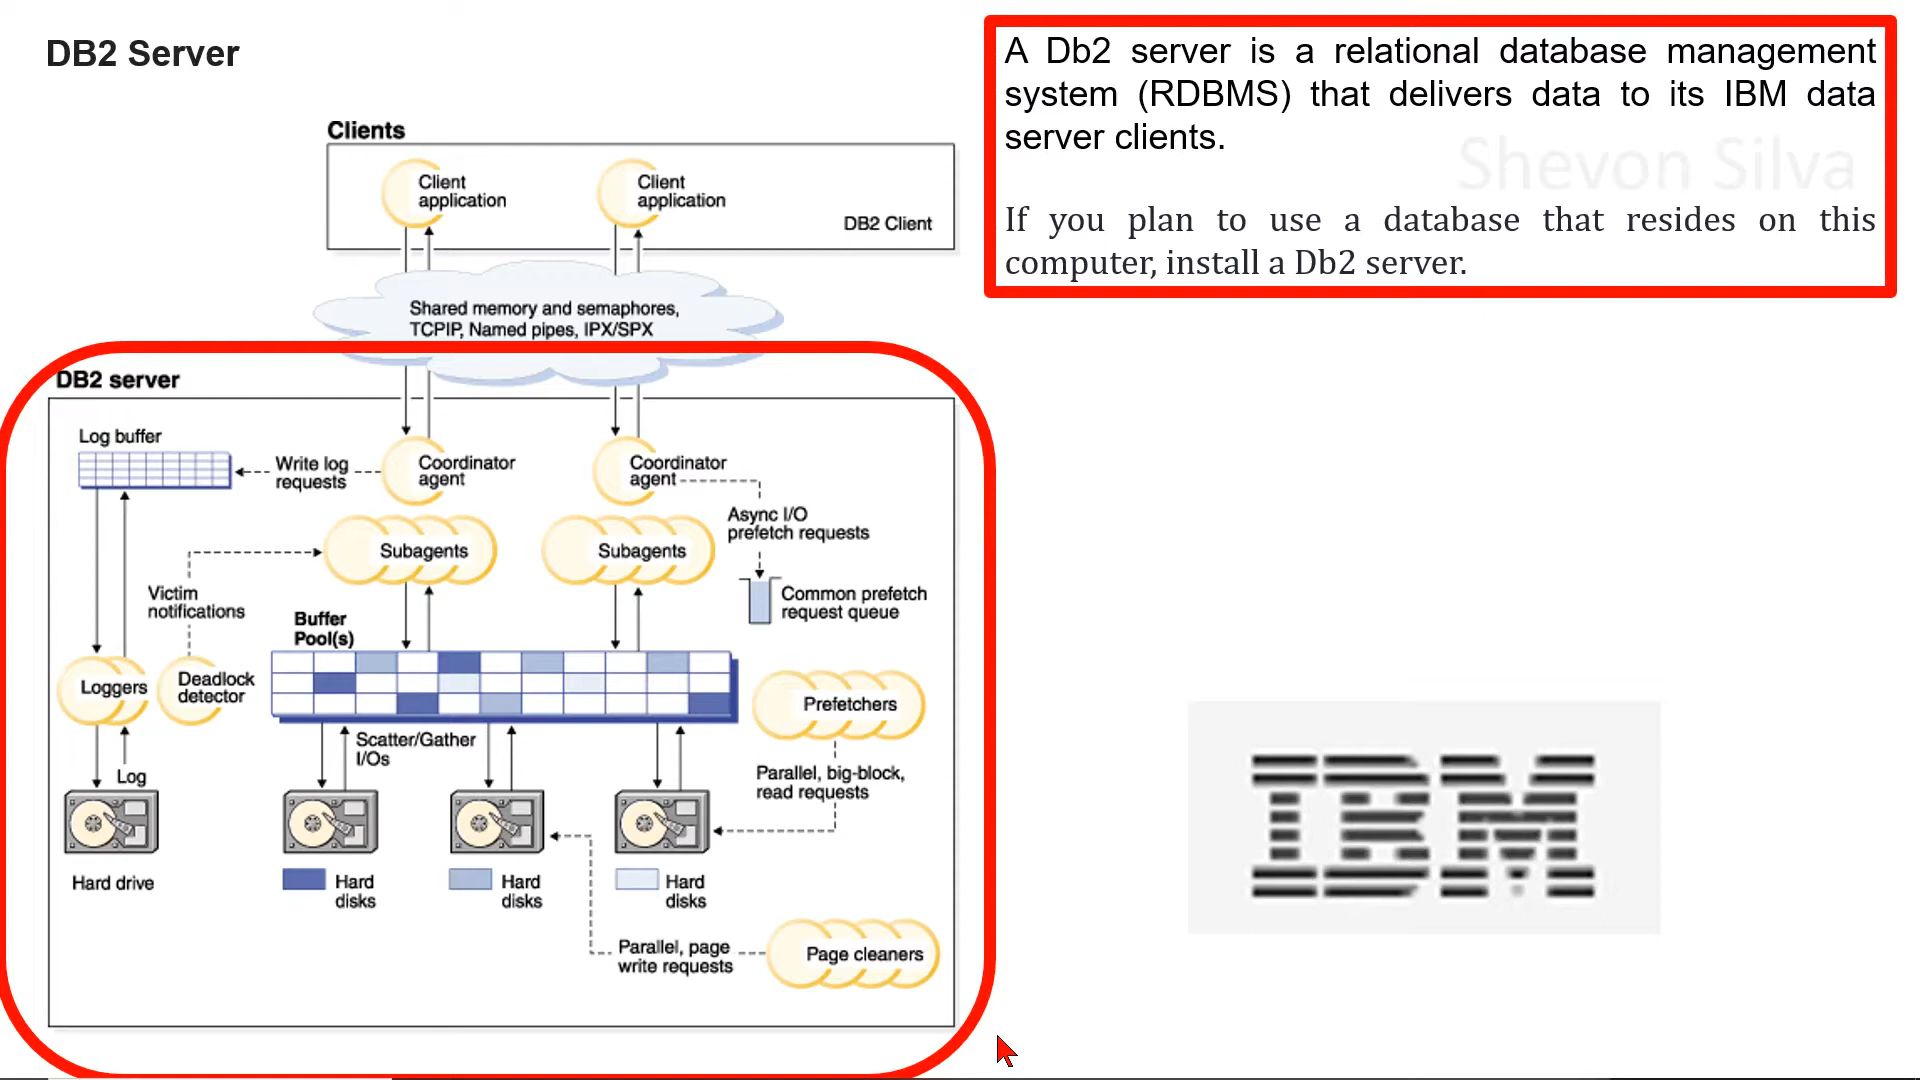 DB2 Server
A Db2 server is a relational database management
system (RDBMS) that delivers data to its IBM data
server clients.
Shevon Silva
If you plan to use a database that resides on this
computer, install a Db2 server.
Clients
Client
application
Client
application
DB2 Client
Shared memory and semaphores,
TCPIP, Named pipes, IPX/SPX
DB2 server
Log buffer
Write log
requests
Coordinator
agent
Coordinator
agent
Async I/O
prefetch requests
Subagents
Subagents
Victim
notifications
Common prefetch
request queue
Buffer
Pool(s)
Loggers
Deadlock
detector
Prefetchers
Scatter/Gather
I/Os
Log
Parallel, big-block,
read requests
Hard drive
Hard
disks
Hard
disks
Hard
disks
Parallel, page
write requests
Page cleaners
IBM